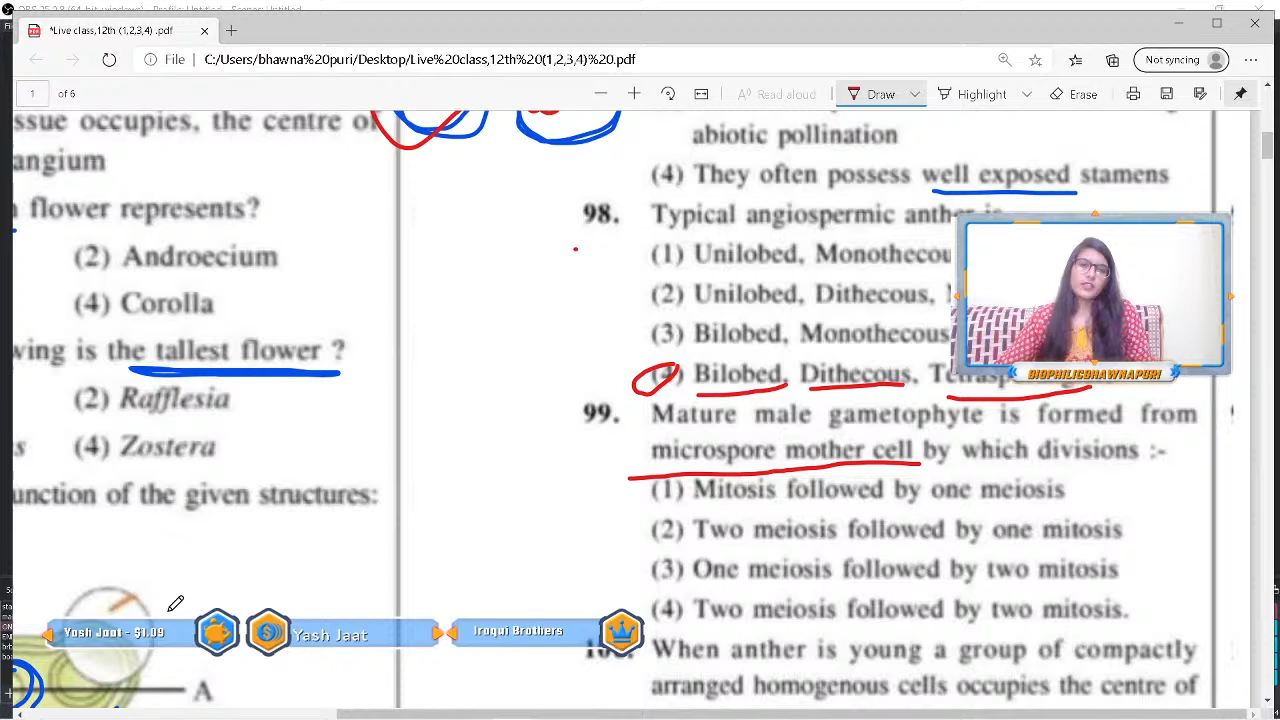 *Live class,12th (1,2,3,4) .pdf
File
C:/Users/bhawna%20puri/Desktop/Live%20class,12th%20(1,2,3,4)%20.pdf
Not syncing
1 of 6
Read aloud
Draw
Highlight
Erase
ssue occupies, the centre of
angium
flower represents?
(2) Androecium
(4) Corolla
wing is the tallest flower ?
(2) Rafflesia
s (4) Zostera
unction of the given structures:
A
abiotic pollination
(4) They often possess well exposed stamens
98. Typical angiospermic anther is
(1) Unilobed, Monothecou
(2) Unilobed, Dithecous,
(3) Bilobed, Monothecous
(4) Bilobed, Dithecous,
99. Mature male gametophyte is formed from
microspore mother cell by which divisions :-
(1) Mitosis followed by one meiosis
(2) Two meiosis followed by one mitosis
(3) One meiosis followed by two mitosis
(4) Two meiosis followed by two mitosis.
When anther is young a group of compactly
arranged homogenous cells occupies the centre of
BIOPHILICBHAWNAPURI
Yash Jaat - $1.09
Yash Jaat
Iraqui Brothers